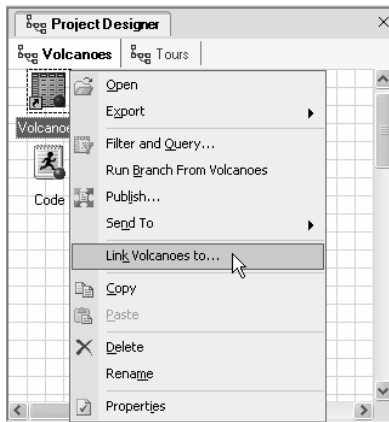 Project Designer
Volcanoes Tours
Open
Export
Volcano
Filter and Query...
Run Branch From Volcanoes
Code
Publish...
Send To
Link Volcanoes to...
Copy
Paste
Delete
Rename
Properties